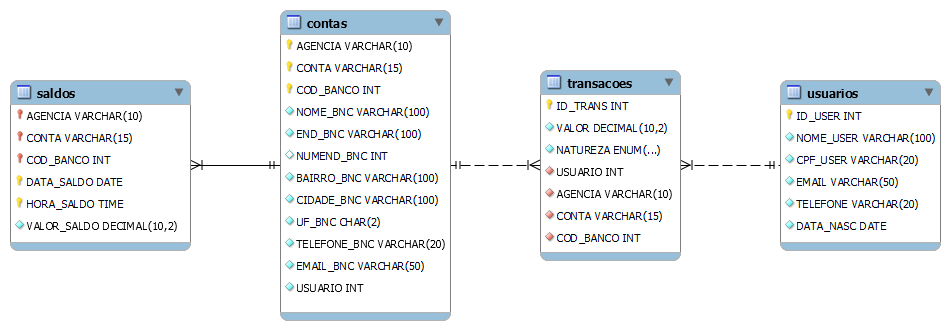 saldos
AGENCIA VARCHAR(10)
CONTA VARCHAR(15)
COD_BANCO INT
DATA_SALDO DATE
HORA_SALDO TIME
VALOR_SALDO DECIMAL(10,2)
contas
AGENCIA VARCHAR(10)
CONTA VARCHAR(15)
COD_BANCO INT
NOME_BNC VARCHAR(100)
END_BNC VARCHAR(100)
NUMEND_BNC INT
BAIRRO_BNC VARCHAR(100)
CIDADE_BNC VARCHAR(100)
UF_BNC CHAR(2)
TELEFONE_BNC VARCHAR(20)
EMAIL_BNC VARCHAR(50)
USUARIO INT
transacoes
ID_TRANS INT
VALOR DECIMAL(10,2)
NATUREZA ENUM(...)
USUARIO INT
AGENCIA VARCHAR(10)
CONTA VARCHAR(15)
COD_BANCO INT
usuarios
ID_USER INT
NOME_USER VARCHAR(100)
CPF_USER VARCHAR(20)
EMAIL VARCHAR(50)
TELEFONE VARCHAR(20)
DATA_NASC DATE